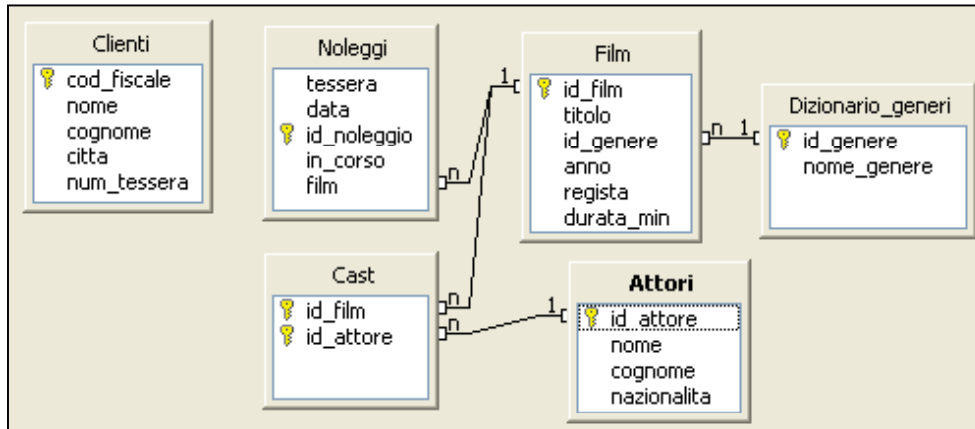 Clienti
cod_fiscale
nome
cognome
citta
num_tessera
Noleggi
tessera
data
id_noleggio
in_corso
film
Film
id_film
titolo
id_genere
anno
regista
durata_min
Dizionario_generi
id_genere
nome_genere
Cast
id_film
id_attore
Attori
id_attore
nome
cognome
nazionalita
1
n
n
1
n
n
1